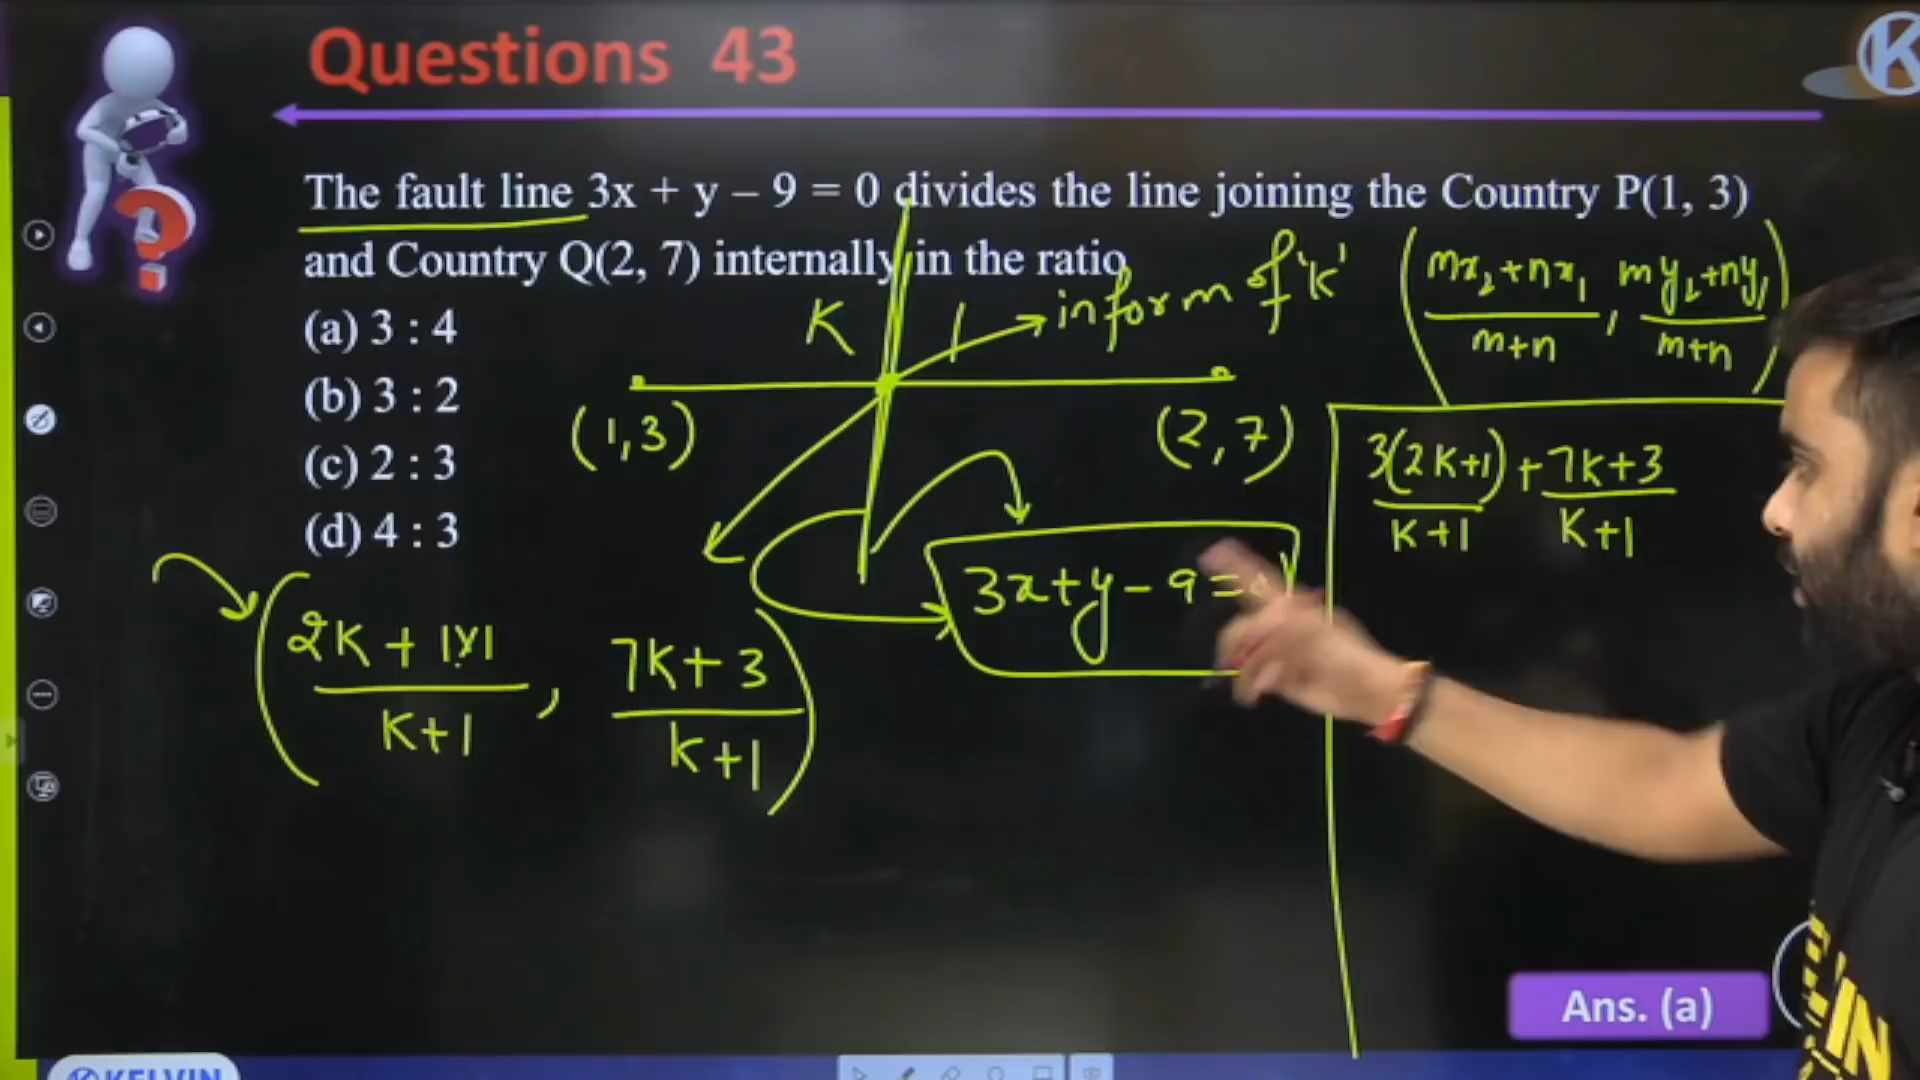 Questions 43
The fault line 3x + y – 9 = 0 divides the line joining the Country P(1, 3)
and Country Q(2, 7) internally in the ratio
(a) 3 : 4
(b) 3 : 2
(c) 2 : 3
(d) 4 : 3
K 1 inform of 'K'
(1,3) (2,7)
(mx₂+nx₁/m+n, my₂+ny₁/m+n)
3(2K+1)/K+1 + 7K+3/K+1
3x+y-9=
(2K + 1×1/K+1, 7K+3/K+1)
Ans. (a)
KELVIN